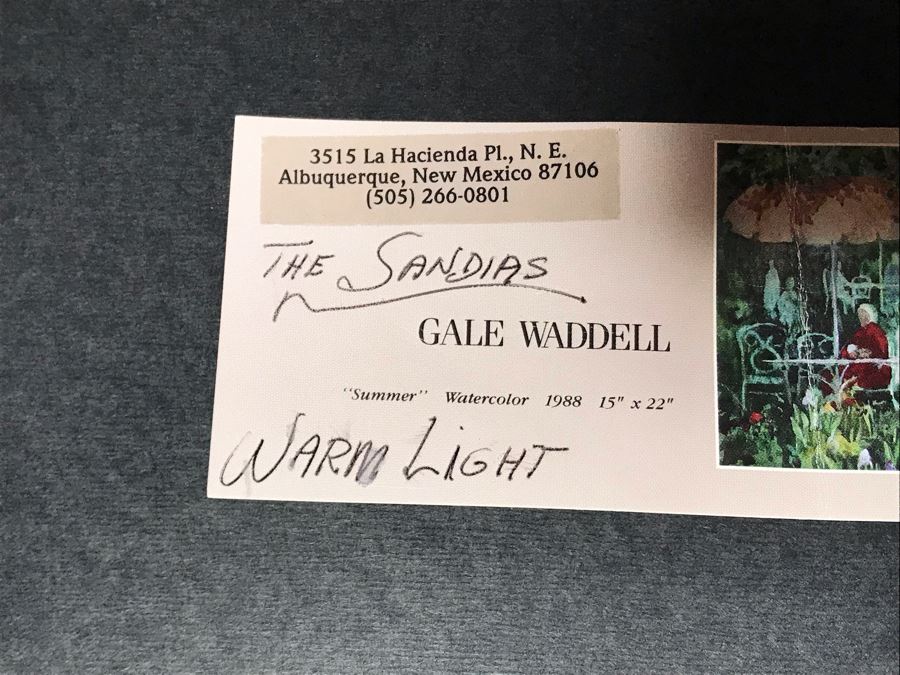 3515 La Hacienda Pl., N. E.
Albuquerque, New Mexico 87106
(505) 266-0801
THE SANDIAS
GALE WADDELL
"Summer" Watercolor 1988 15" x 22"
WARM LIGHT